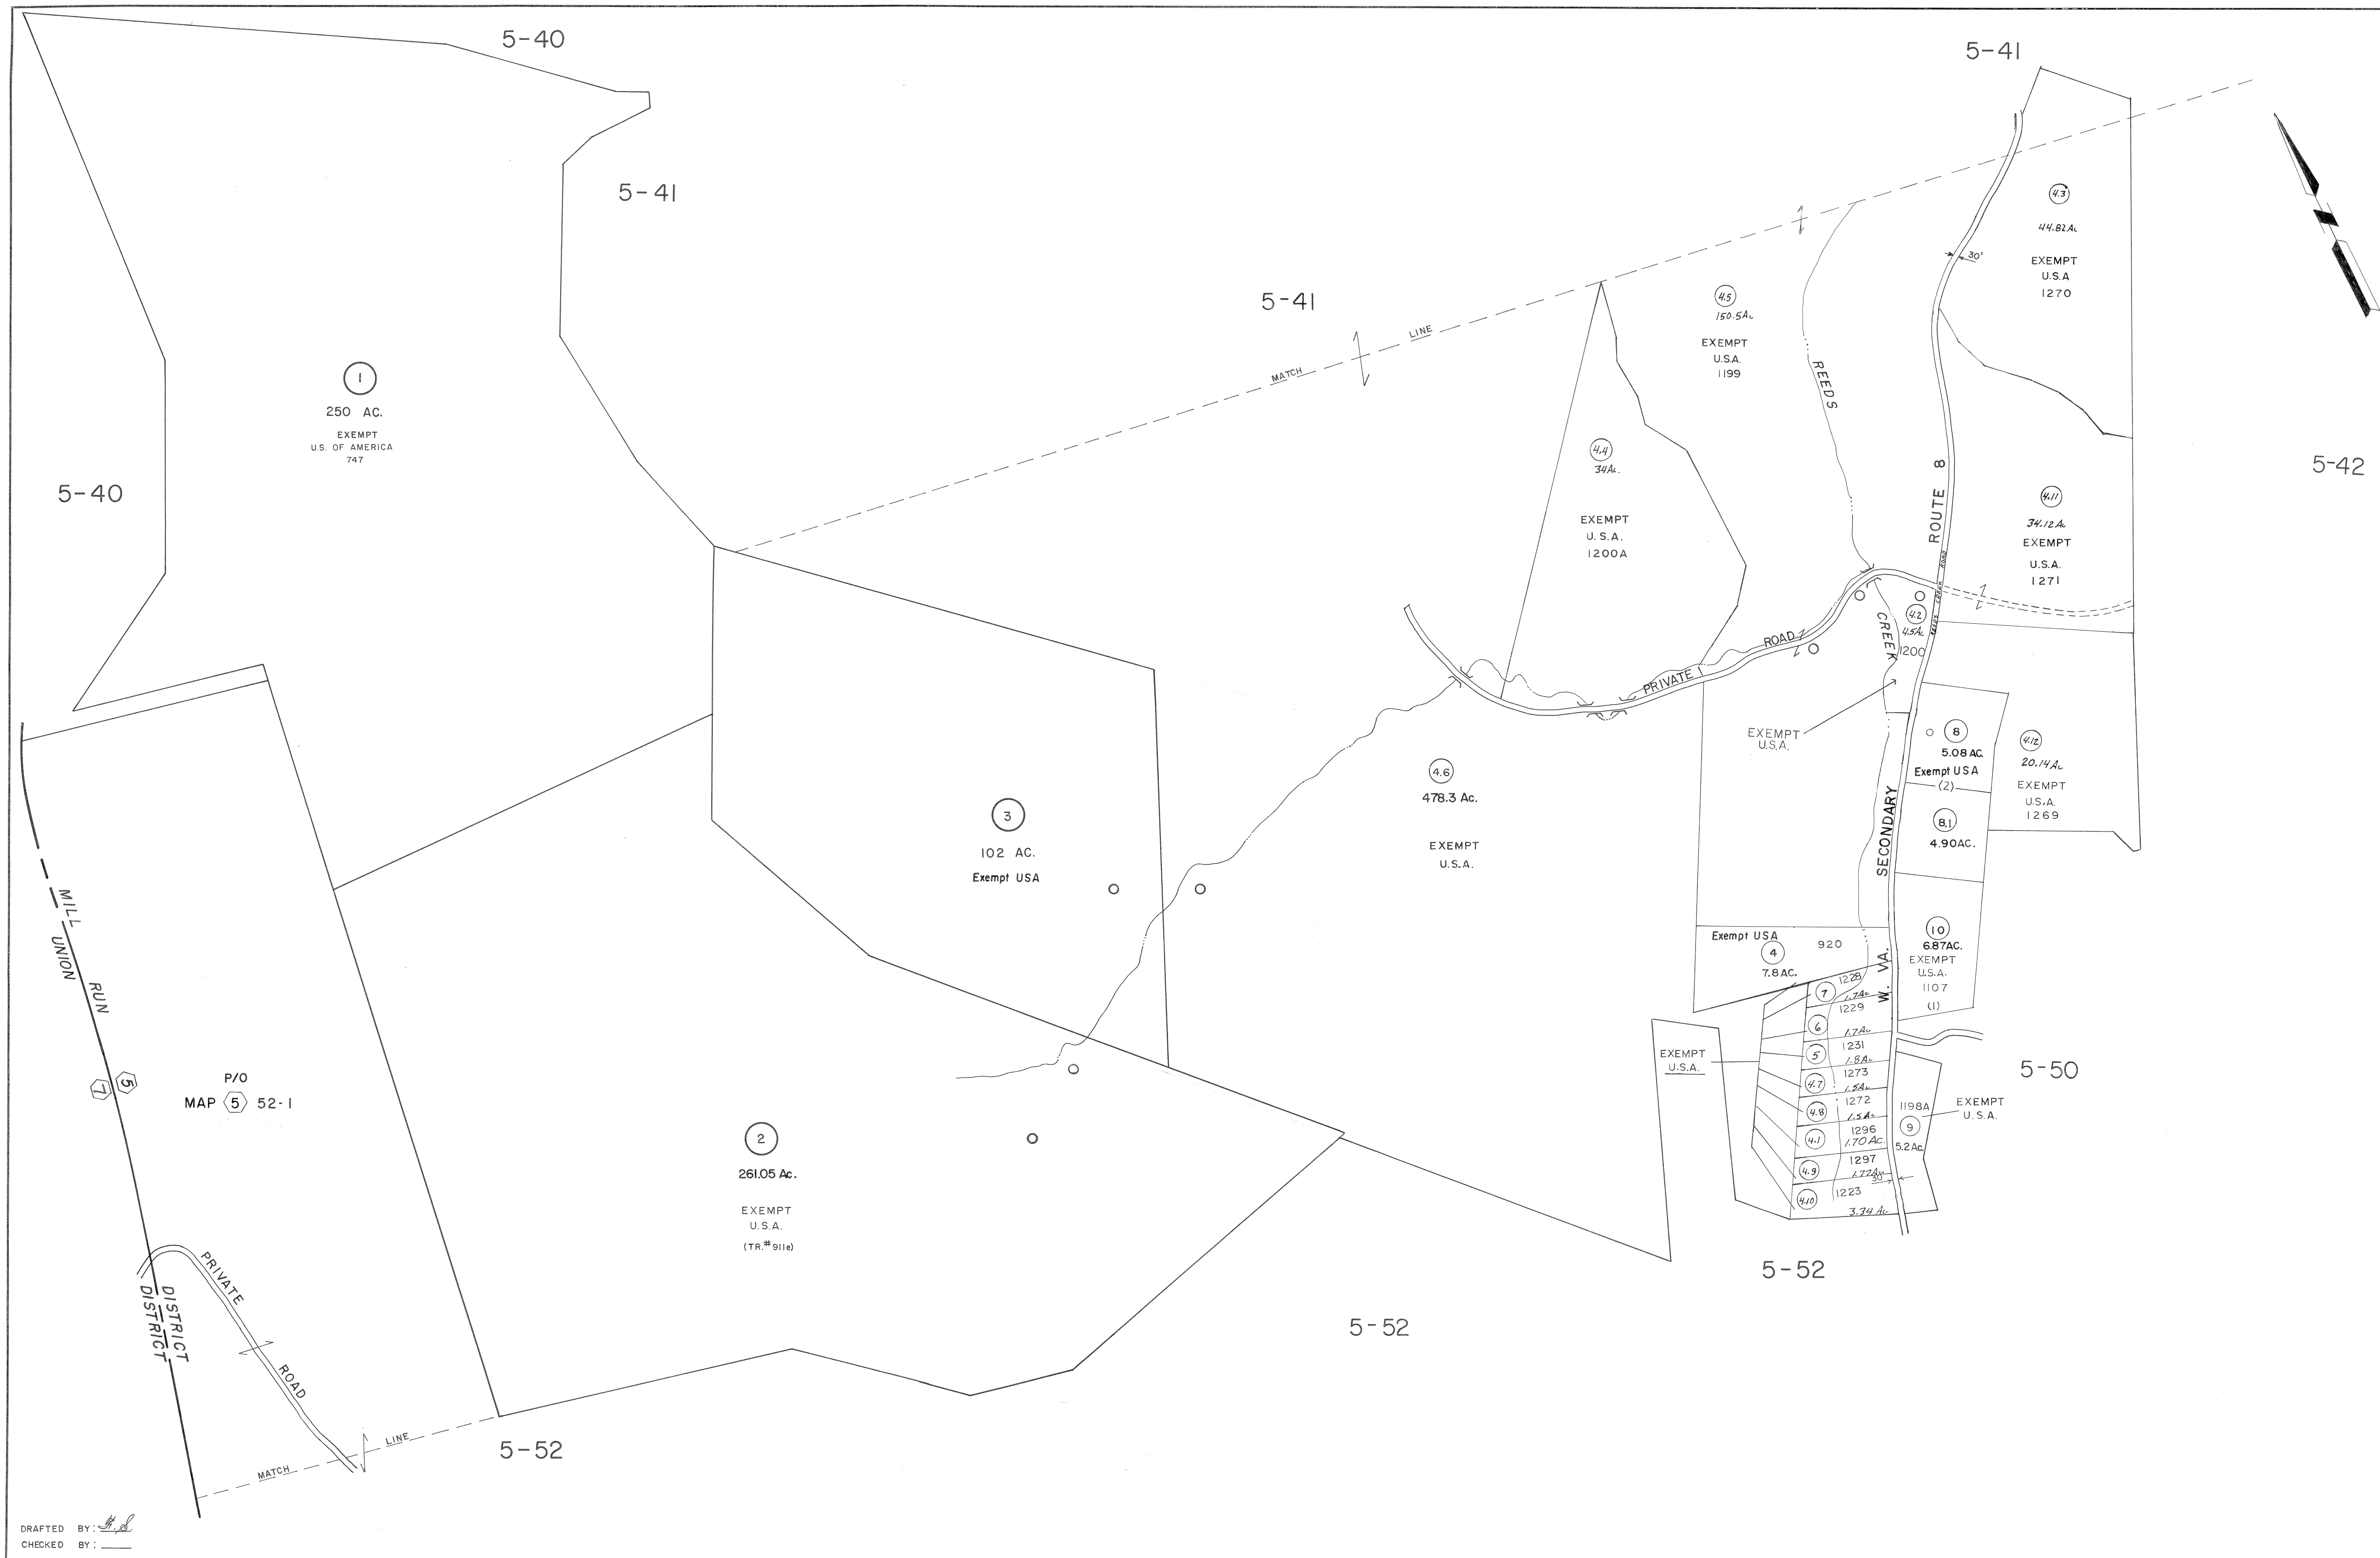 5-40
5-41
5-41
5-41
5-40
5-42
1
250 AC.
EXEMPT
U.S. OF AMERICA
747
MATCH LINE
4.3
44.82 Ac
EXEMPT
U.S.A
1270
30'
4.5
150.5 Ac
EXEMPT
U.S.A.
1199
REEDS
CREEK
4.4
34 Ac.
EXEMPT
U.S.A.
1200A
W. VA. SECONDARY ROUTE 8
REEDS CREEK ROAD
4.11
34.12 Ac
EXEMPT
U.S.A.
1271
4.2
4.5 Ac
1200
PRIVATE ROAD
EXEMPT
U.S.A.
8
5.08 AC.
Exempt USA
(2)
4.12
20.14 Ac
EXEMPT
U.S.A.
1269
8.1
4.90AC.
4.6
478.3 Ac.
EXEMPT
U.S.A.
3
102 AC.
Exempt USA
10
6.87AC.
EXEMPT
U.S.A.
1107
(1)
Exempt USA
4
920
7.8 AC.
1228
7
1.7 Ac
1229
6
1.7 Ac
1231
5
1.8 Ac
1273
4.7
1.5 Ac
1272
4.8
1.5 Ac
1296
4.1
1.70 AC.
1297
4.9
1.77 Ac
30'
1223
4.10
3.34 Ac
EXEMPT
U.S.A.
1198A
9
5.2 Ac.
EXEMPT
U.S.A.
5-50
5-52
5-52
5-52
MILL RUN DISTRICT
UNION DISTRICT
7
5
P/O
MAP 5 52-1
2
261.05 Ac.
EXEMPT
U.S.A.
(TR.#911e)
PRIVATE ROAD
MATCH LINE
DRAFTED BY:
CHECKED BY: